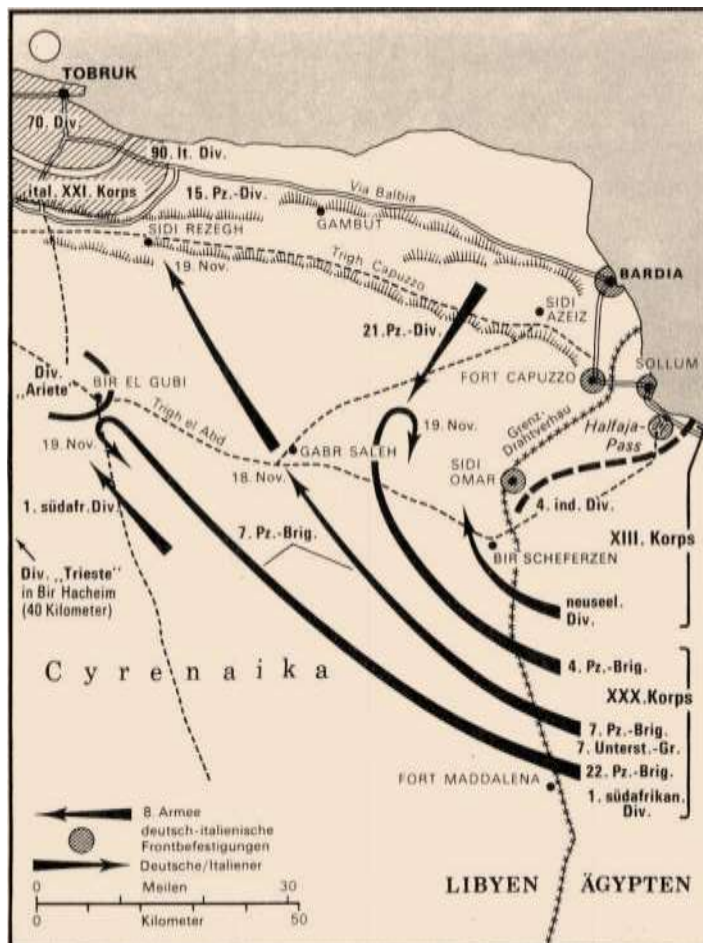 TOBRUK
70. Div.
90. lt. Div.
ital. XXI. Korps
15. Pz.-Div.
Via Balbia
GAMBUT
SIDI REZEGH
19. Nov.
Trigh Capuzzo
BARDIA
SIDI
AZEIZ
21. Pz.-Div.
FORT CAPUZZO
SOLLUM
Div.
„Ariete"
BIR EL GUBI
Halfaja-
Pass
Grenz-
Drahtverhau
Trigh el Abd
19. Nov.
19. Nov.
GABR SALEH
18. Nov.
SIDI
OMAR
4. ind. Div.
1. südafr. Div.
7. Pz.-Brig.
XIII. Korps
BIR SCHEFERZEN
Div. „Trieste"
in Bir Hacheim
(40 Kilometer)
neuseel.
Div.
Cyrenaika
4. Pz.-Brig.
XXX. Korps
7. Pz.-Brig.
7. Unterst.-Gr.
22. Pz.-Brig.
FORT MADDALENA
1. südafrikan.
Div.
8. Armee
deutsch-italienische
Frontbefestigungen
Deutsche/Italiener
0 Meilen 30
0 Kilometer 50
LIBYEN ÄGYPTEN